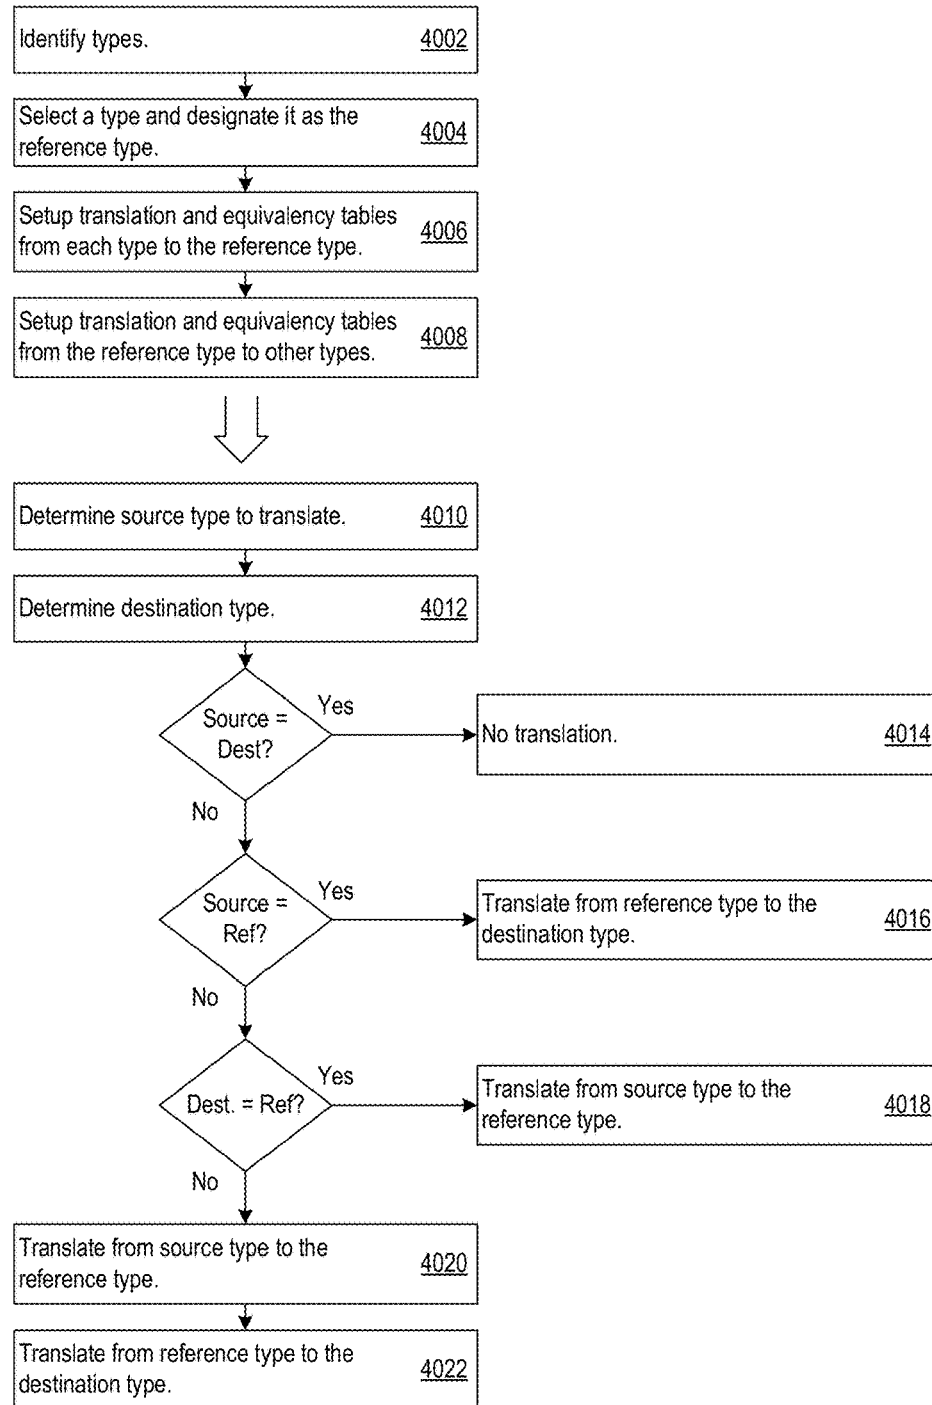 Identify types. 4002
Select a type and designate it as the
reference type. 4004
Setup translation and equivalency tables
from each type to the reference type. 4006
Setup translation and equivalency tables
from the reference type to other types. 4008
Determine source type to translate. 4010
Determine destination type. 4012
Source =
Dest?
Yes
No translation. 4014
No
Source =
Ref?
Yes
Translate from reference type to the
destination type. 4016
No
Dest. = Ref?
Yes
Translate from source type to the
reference type. 4018
No
Translate from source type to the
reference type. 4020
Translate from reference type to the
destination type. 4022